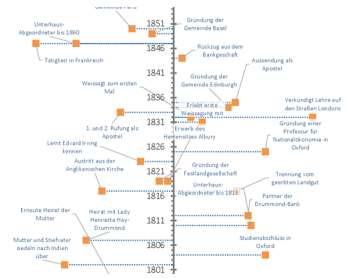 Gemeinde Paris
1851
Gründung der
Gemeinde Basel
Unterhaus-
Abgeordneter bis 1860
1846
Rückzug aus dem
Bankgeschäft
Tätigkeit in Frankreich
Aussendung als
Apostel
1841
Gründung der
Gemeinde Edinburgh
Weissagt zum ersten
Mal
1836
Verkündigt Lehre auf
den Straßen Londons
Erlebt erste
Weissagung mit
1831
1. und 2. Rufung als
Apostel
Erwerb des
Herrensitzes Albury
Gründung einer
Professur für
Nationalökonomie in
Oxford
1826
Lernt Edward Irving
kennen
Austritt aus der
Anglikanischen Kirche
1821
Gründung der
Festlandgesellschaft
Trennung vom
geerbten Landgut
1816
Unterhaus-
Abgeordneter bis 1813
Partner der
Drummond-Bank
Erneute Heirat der
Mutter
Heirat mit Lady
Henrietta Hay-
Drummond
1811
Studienabschluss in
Oxford
1806
Mutter und Stiefvater
siedeln nach Indien
über
1801